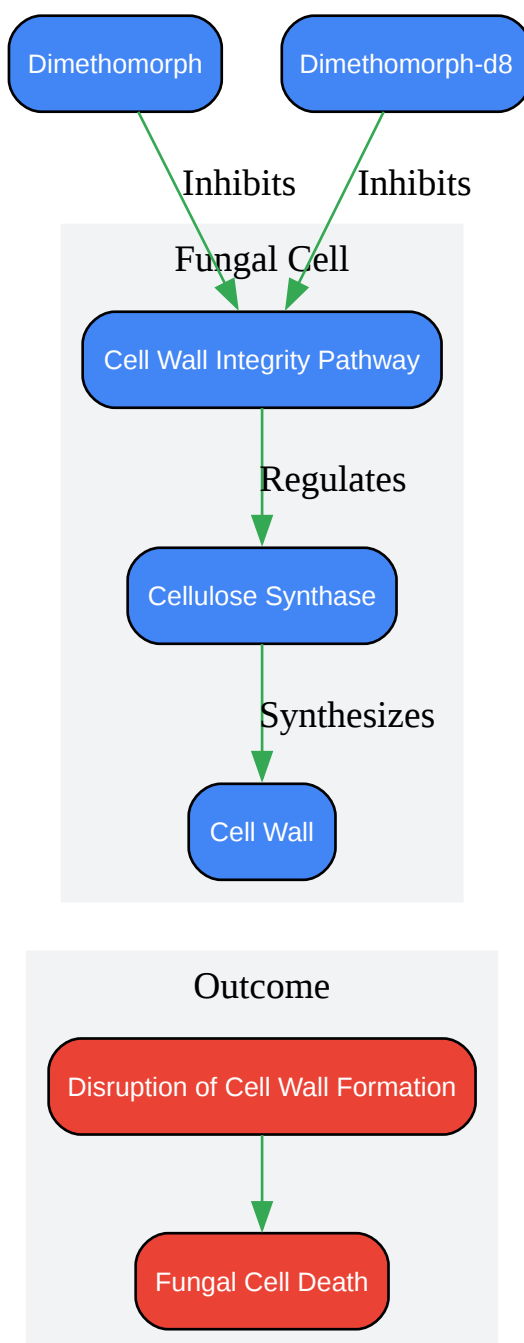 Dimethomorph
Dimethomorph-d8
Inhibits
Inhibits
Fungal Cell
Cell Wall Integrity Pathway
Regulates
Cellulose Synthase
Synthesizes
Cell Wall
Outcome
Disruption of Cell Wall Formation
Fungal Cell Death